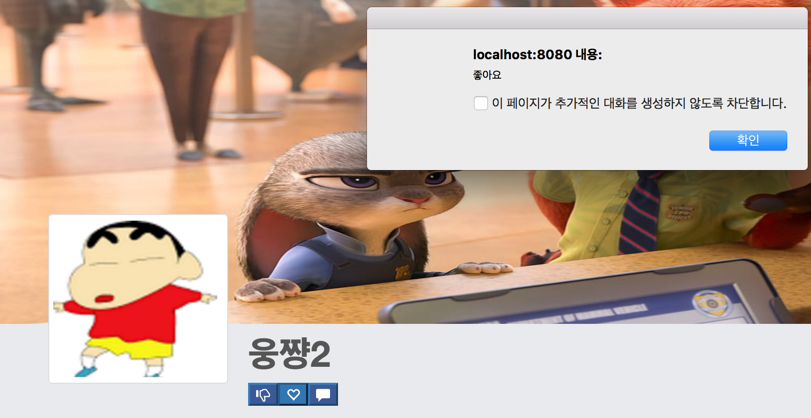 localhost:8080 내용:
좋아요
이 페이지가 추가적인 대화를 생성하지 않도록 차단합니다.
확인
웅쨩2